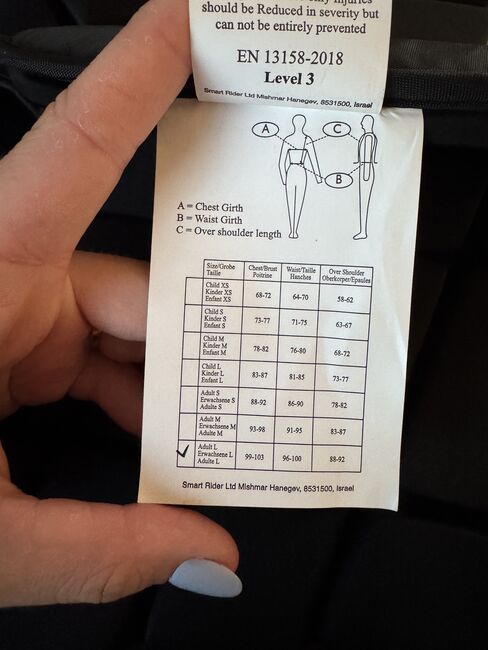 should be Reduced in severity but
can not be entirely prevented
EN 13158-2018
Level 3
Smart Rider Ltd Mishmar Hanegev, 8531500, Israel
A C
B
A = Chest Girth
B = Waist Girth
C = Over shoulder length
Size/Grobe Taille Chest/Brust Poitrine Waist/Taille Hanches Over Shoulder Oberkorper/Epaules
Child XS
Kinder XS 68-72 64-70 58-62
Enfant XS
Child S
Kinder S 73-77 71-75 63-67
Enfant S
Child M
Kinder M 78-82 76-80 68-72
Enfant M
Child L
Kinder L 83-87 81-85 73-77
Enfant L
Adult S
Erwachsene S 88-92 86-90 78-82
Adulte S
Adult M
Erwachsene M 93-98 91-95 83-87
Adulte M
Adult L
Erwachsene L 99-103 96-100 88-92
Adulte L
Smart Rider Ltd Mishmar Hanegev, 8531500, Israel